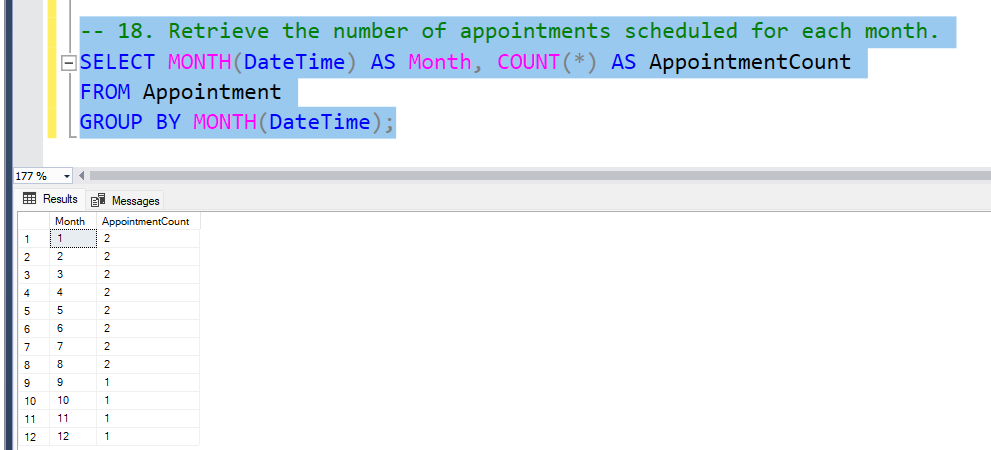 -- 18. Retrieve the number of appointments scheduled for each month.
SELECT MONTH(DateTime) AS Month, COUNT(*) AS AppointmentCount
FROM Appointment
GROUP BY MONTH(DateTime);
177 %
Results Messages
Month AppointmentCount
1 1 2
2 2 2
3 3 2
4 4 2
5 5 2
6 6 2
7 7 2
8 8 2
9 9 1
10 10 1
11 11 1
12 12 1